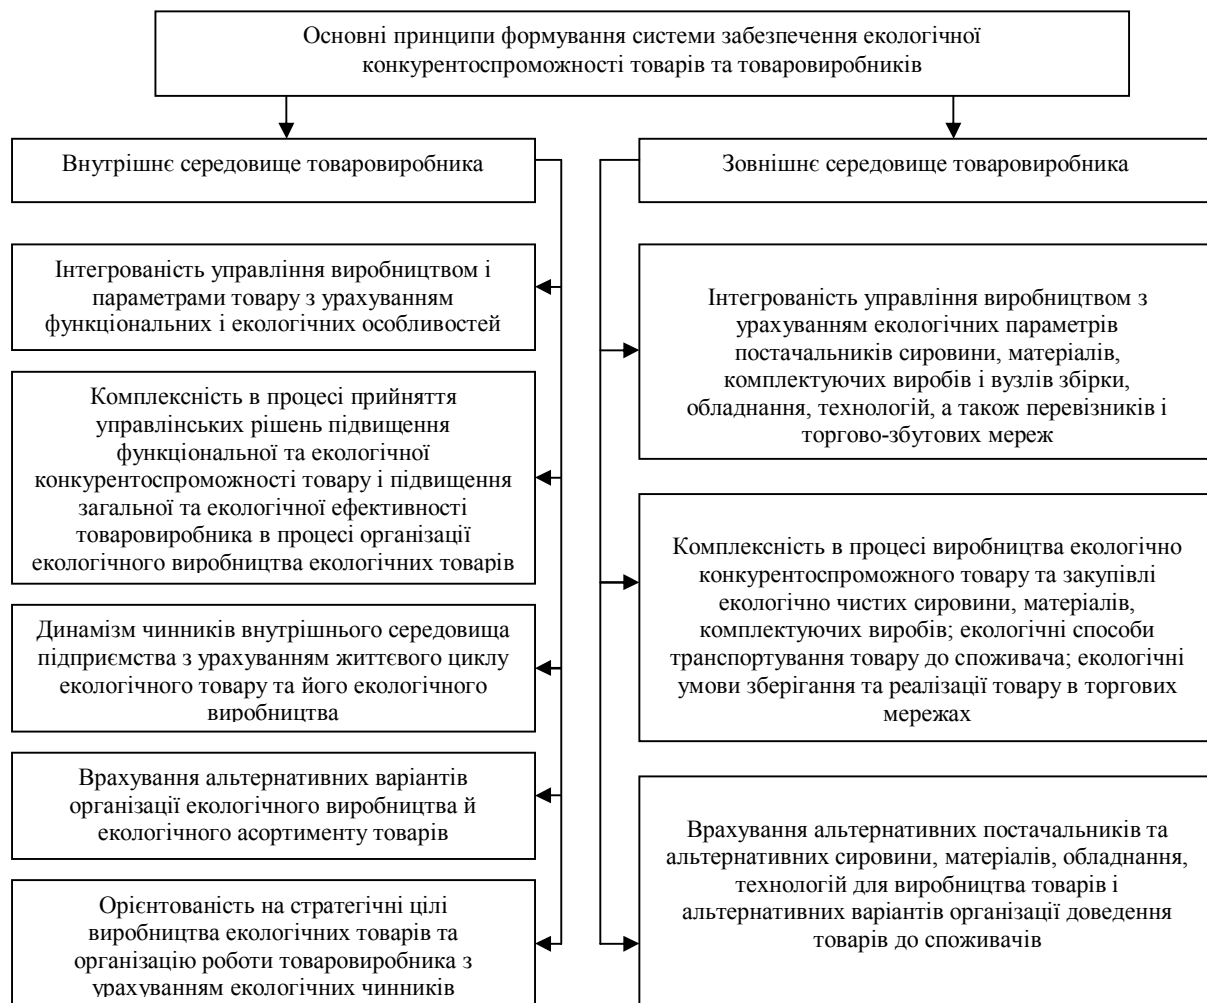 Основні принципи формування системи забезпечення екологічної
конкурентоспроможності товарів та товаровиробників
Внутрішнє середовище товаровиробника
Інтегрованість управління виробництвом і
параметрами товару з урахуванням
функціональних і екологічних особливостей
Комплексність в процесі прийняття
управлінських рішень підвищення
функціональної та екологічної
конкурентоспроможності товару і підвищення
загальної та екологічної ефективності
товаровиробника в процесі організації
екологічного виробництва екологічних товарів
Динамізм чинників внутрішнього середовища
підприємства з урахуванням життєвого циклу
екологічного товару та його екологічного
виробництва
Врахування альтернативних варіантів
організації екологічного виробництва й
екологічного асортименту товарів
Орієнтованість на стратегічні цілі
виробництва екологічних товарів та
організацію роботи товаровиробника з
урахуванням екологічних чинників
Зовнішнє середовище товаровиробника
Інтегрованість управління виробництвом з
урахуванням екологічних параметрів
постачальників сировини, матеріалів,
комплектуючих виробів і вузлів збірки,
обладнання, технологій, а також перевізників і
торгово-збутових мереж
Комплексність в процесі виробництва екологічно
конкурентоспроможного товару та закупівлі
екологічно чистих сировини, матеріалів,
комплектуючих виробів; екологічні способи
транспортування товару до споживача; екологічні
умови зберігання та реалізації товару в торгових
мережах
Врахування альтернативних постачальників та
альтернативних сировини, матеріалів, обладнання,
технологій для виробництва товарів і
альтернативних варіантів організації доведення
товарів до споживачів